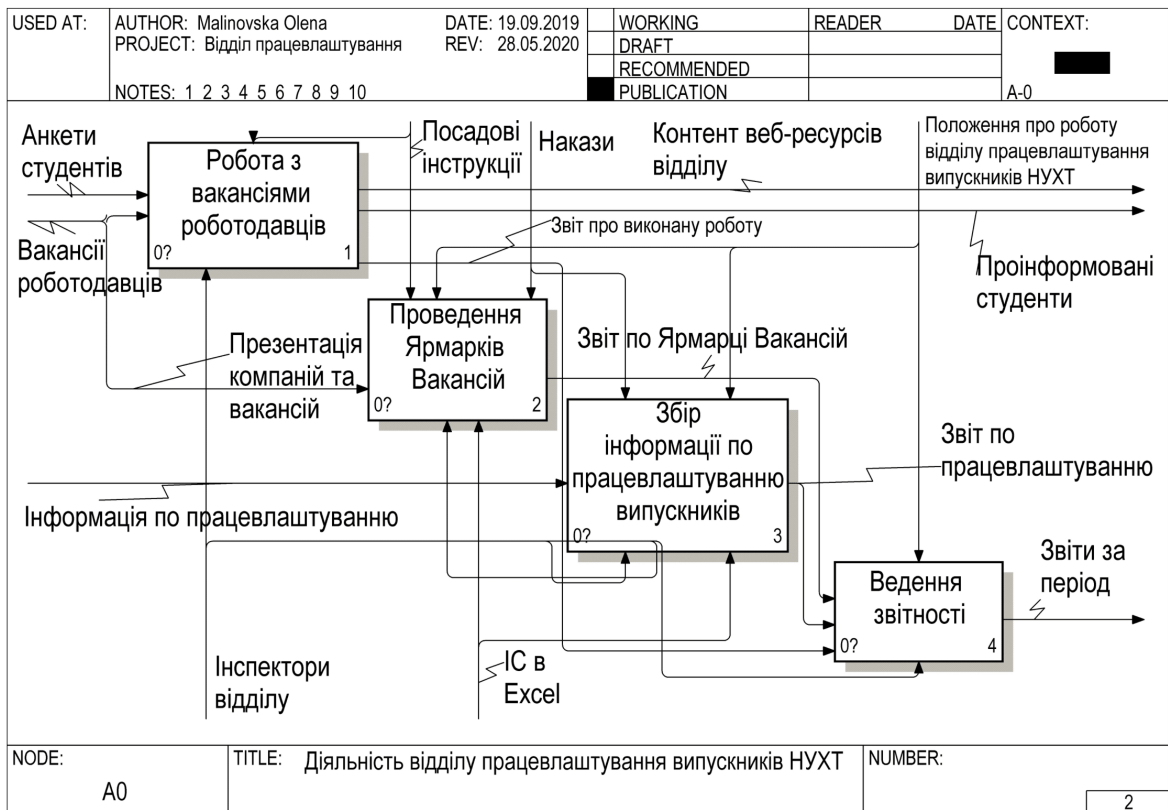 USED AT:
AUTHOR: Malinovska Olena
DATE: 19.09.2019
PROJECT: Відділ працевлаштування
REV: 28.05.2020
NOTES: 1 2 3 4 5 6 7 8 9 10
WORKING
DRAFT
RECOMMENDED
PUBLICATION
READER
DATE
CONTEXT:
A-0
Анкети
студентів
Вакансії
роботодавців
Робота з
вакансіями
роботодавців
0?
1
Посадові
інструкції
Накази
Контент веб-ресурсів
відділу
Положення про роботу
відділу працевлаштування
випускників НУХТ
Звіт про виконану роботу
Проінформовані
студенти
Презентація
компаній та
вакансій
Проведення
Ярмарків
Вакансій
0?
2
Звіт по Ярмарці Вакансій
Збір
інформації по
працевлаштуванню
випускників
0?
3
Звіт по
працевлаштуванню
Інформація по працевлаштуванню
Ведення
звітності
0?
4
Звіти за
період
Інспектори
відділу
ІС в
Excel
NODE:
A0
TITLE:
Діяльність відділу працевлаштування випускників НУХТ
NUMBER:
2